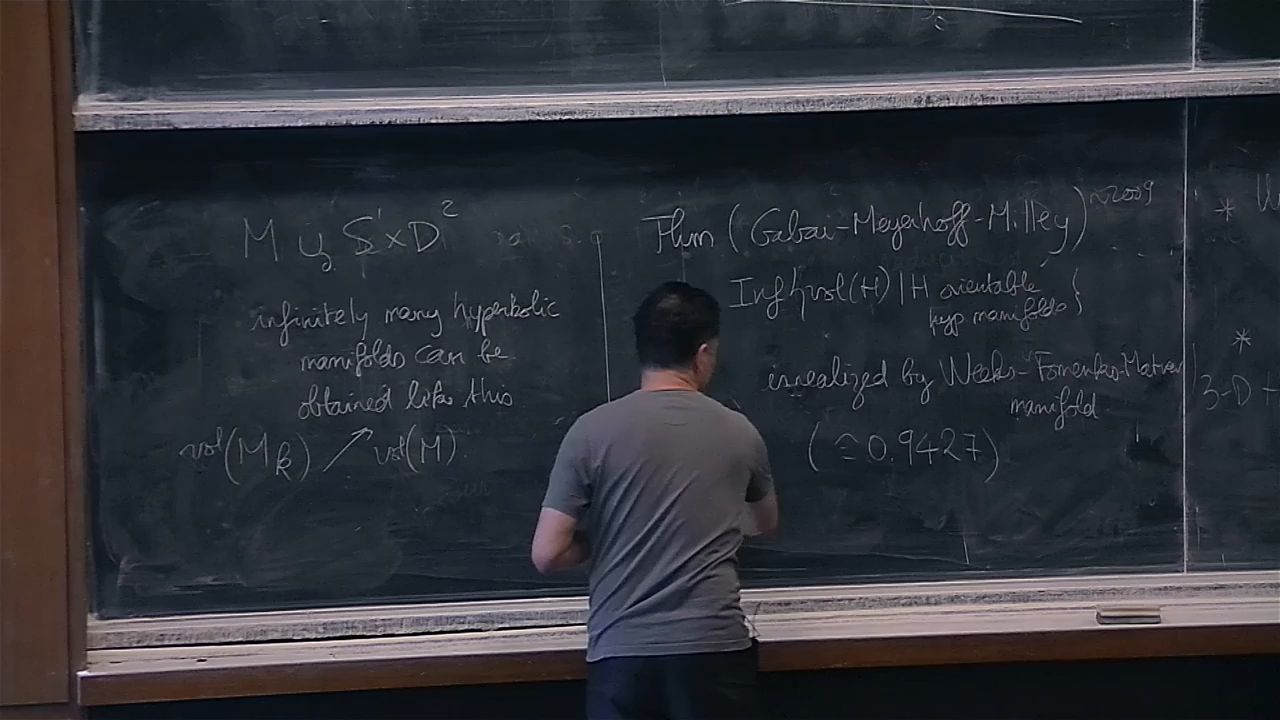 M ∪ S¹×D²
infinitely many hyperbolic
manifolds can be
obtained like this
vol(M_k) ↗ vol(M)
Thm (Gabai-Meyerhoff-Milley) ~2009
Inf{vol(H) | H orientable
hyp manifolds}
is realized by Weeks-Fomenko-Matveev
manifold
(≅0.9427)
*
*
3-D +